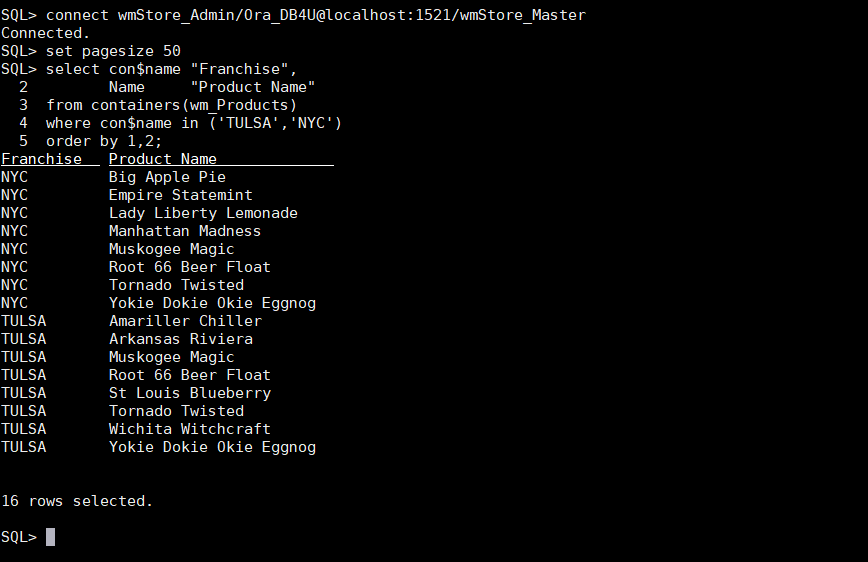 SQL> connect wmStore_Admin/Ora_DB4U@localhost:1521/wmStore_Master
Connected.
SQL> set pagesize 50
SQL> select con$name "Franchise",
  2         Name     "Product Name"
  3  from containers(wm_Products)
  4  where con$name in ('TULSA','NYC')
  5  order by 1,2;
Franchise   Product Name
NYC         Big Apple Pie
NYC         Empire Statemint
NYC         Lady Liberty Lemonade
NYC         Manhattan Madness
NYC         Muskogee Magic
NYC         Root 66 Beer Float
NYC         Tornado Twisted
NYC         Yokie Dokie Okie Eggnog
TULSA       Amariller Chiller
TULSA       Arkansas Riviera
TULSA       Muskogee Magic
TULSA       Root 66 Beer Float
TULSA       St Louis Blueberry
TULSA       Tornado Twisted
TULSA       Wichita Witchcraft
TULSA       Yokie Dokie Okie Eggnog
16 rows selected.
SQL>